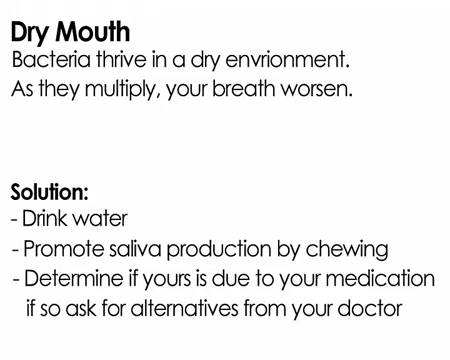 Dry Mouth
Bacteria thrive in a dry envrionment.
As they multiply, your breath worsen.
Solution:
- Drink water
- Promote saliva production by chewing
- Determine if yours is due to your medication
if so ask for alternatives from your doctor